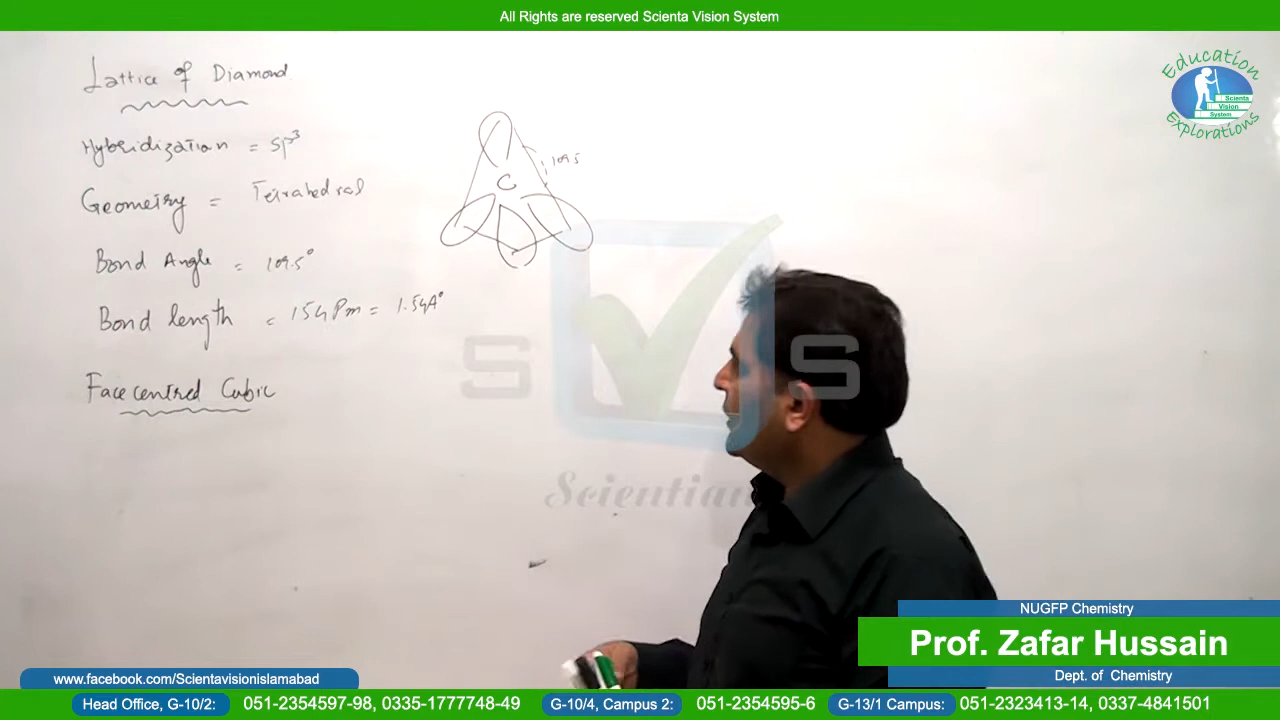 All Rights are reserved Scienta Vision System
Education
Scienta
Vision
System
Explorations
Lattice of Diamond
Hybridization = SP³
Geometry = Tetrahedral
Bond Angle = 109.5°
Bond length = 154 Pm = 1.54A°
Face centred Cubic
C
109.5
S
S
Scientian
NUGFP Chemistry
Prof. Zafar Hussain
Dept. of Chemistry
www.facebook.com/Scientavisionislamabad
Head Office, G-10/2: 051-2354597-98, 0335-1777748-49 G-10/4, Campus 2: 051-2354595-6 G-13/1 Campus: 051-2323413-14, 0337-4841501